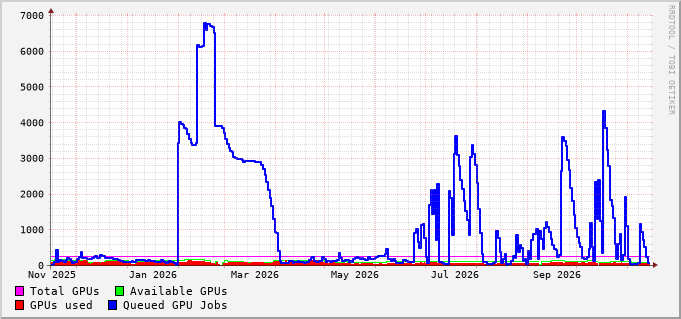 7000
6000
5000
4000
3000
2000
1000
0
Nov 2025 Jan 2026 Mar 2026 May 2026 Jul 2026 Sep 2026
Total GPUs Available GPUs
GPUs used Queued GPU Jobs
RRDTOOL / TOBI OETIKER